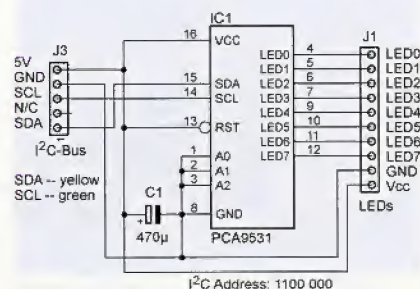 IC1
16 VCC
J3
5V
GND
SCL
N/C
SDA
1
I²C-Bus
SDA -- yellow
SCL -- green
15 SDA
14 SCL
13 RST
1 A0
2 A1
3 A2
8 GND
C1
+
470µ
PCA9531
LED0 4
LED1 5
LED2 6
LED3 7
LED4 9
LED5 10
LED6 11
LED7 12
J1
LED0
LED1
LED2
LED3
LED4
LED5
LED6
LED7
GND
Vcc
LEDs
I²C Address: 1100 000